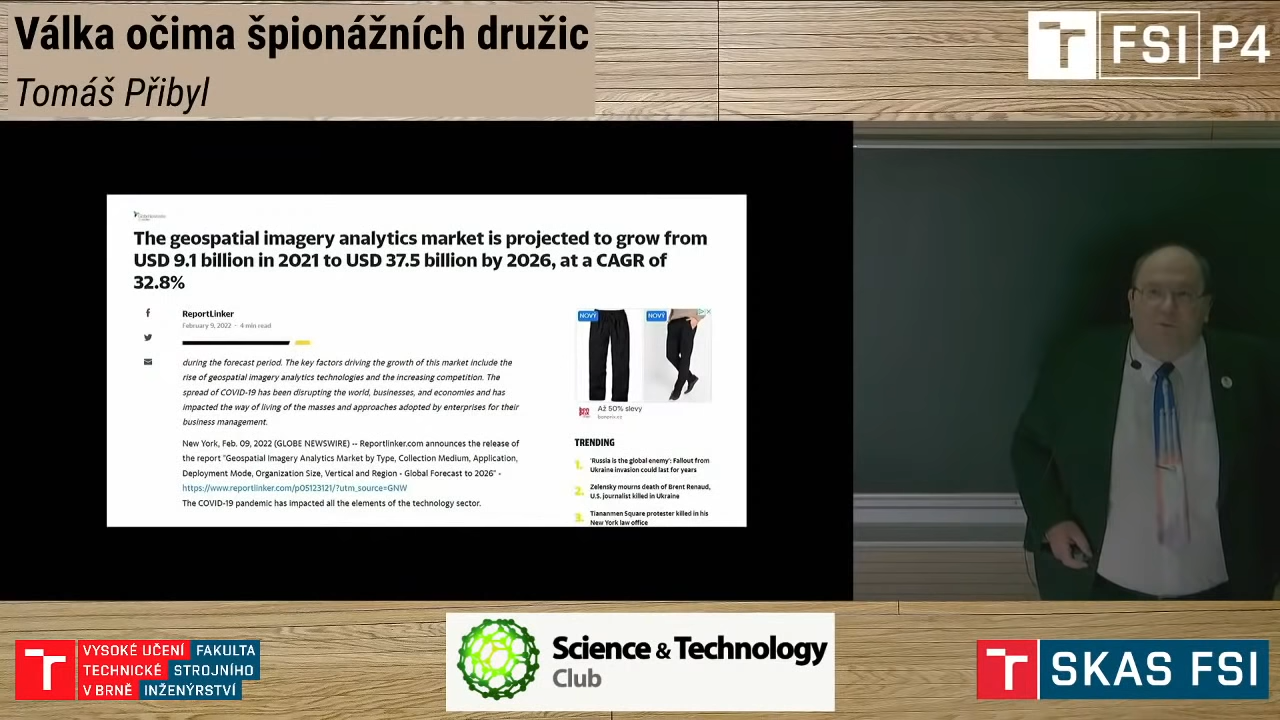 Válka očima špionážních družic
Tomáš Přibyl
FSI P4
The geospatial imagery analytics market is projected to grow from
USD 9.1 billion in 2021 to USD 37.5 billion by 2026, at a CAGR of
32.8%
ReportLinker
February 9, 2022 — 4 min read
during the forecast period. The key factors driving the growth of this market include the
rise of geospatial imagery analytics technologies and the increasing competition. The
spread of COVID-19 has been disrupting the world, businesses, and economies and has
impacted the way of living of the masses and approaches adopted by enterprises for their
business management.
New York, Feb. 09, 2022 (GLOBE NEWSWIRE) -- Reportlinker.com announces the release of
the report "Geospatial Imagery Analytics Market by Type, Collection Medium, Application,
Deployment Mode, Organization Size, Vertical and Region - Global Forecast to 2026" -
https://www.reportlinker.com/p05123121/?utm_source=GNW
The COVID-19 pandemic has impacted all the elements of the technology sector.
NOVÝ
NOVÝ
Až 50% slevy
bonprix.cz
TRENDING
1. 'Russia is the global enemy': Fallout from
Ukraine invasion could last for years
2. Zelensky mourns death of Brent Renaud,
U.S. journalist killed in Ukraine
3. Tiananmen Square protester killed in his
New York law office
VYSOKÉ UČENÍ FAKULTA
TECHNICKÉ STROJNÍHO
V BRNĚ INŽENÝRSTVÍ
Science & Technology
Club
SKAS FSI